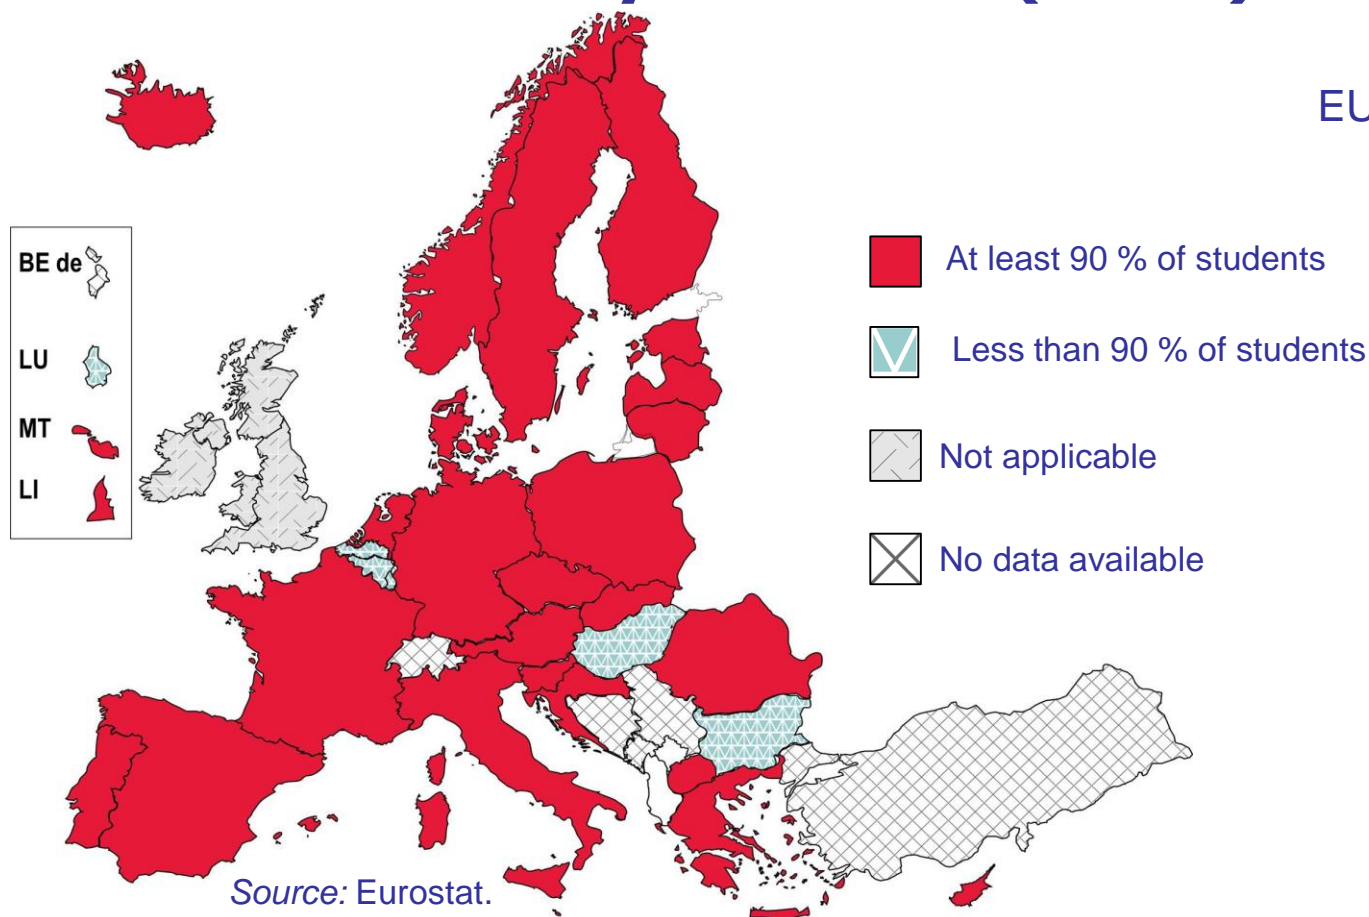 EU
BE de
LU
MT
LI
At least 90 % of students
Less than 90 % of students
Not applicable
No data available
Source: Eurostat.